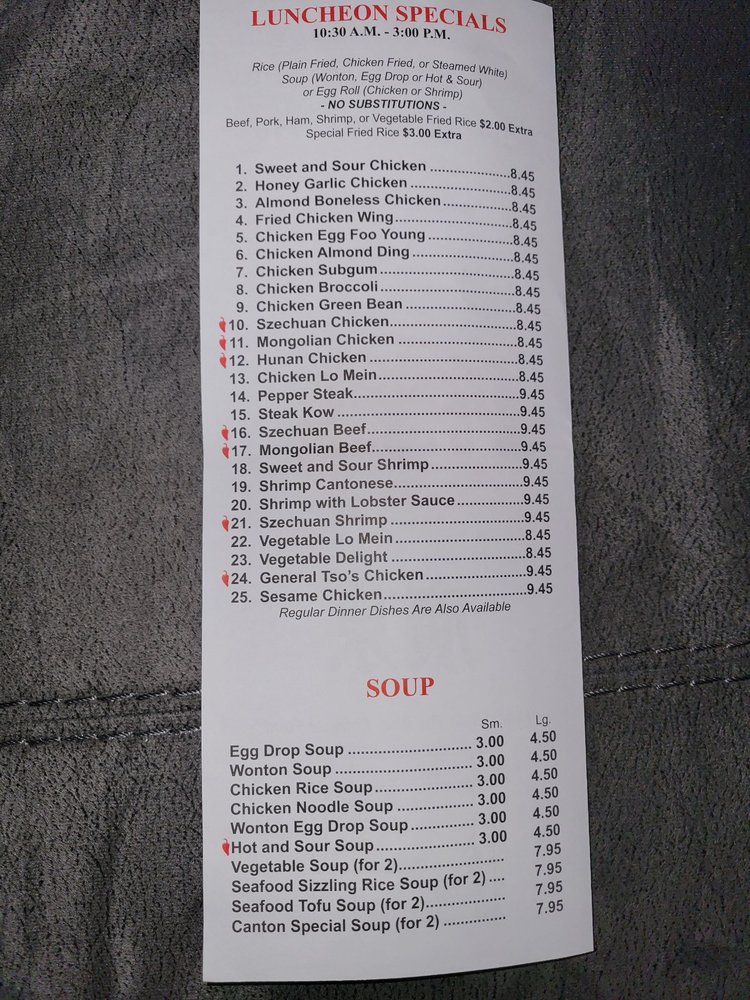 LUNCHEON SPECIALS
10:30 A.M. - 3:00 P.M.
Rice (Plain Fried, Chicken Fried, or Steamed White)
Soup (Wonton, Egg Drop or Hot & Sour)
or Egg Roll (Chicken or Shrimp)
- NO SUBSTITUTIONS -
Beef, Pork, Ham, Shrimp, or Vegetable Fried Rice $2.00 Extra
Special Fried Rice $3.00 Extra
1. Sweet and Sour Chicken ....................8.45
2. Honey Garlic Chicken .........................8.45
3. Almond Boneless Chicken.................8.45
4. Fried Chicken Wing.............................8.45
5. Chicken Egg Foo Young .....................8.45
6. Chicken Almond Ding .........................8.45
7. Chicken Subgum.................................8.45
8. Chicken Broccoli.................................8.45
9. Chicken Green Bean ..........................8.45
10. Szechuan Chicken..............................8.45
11. Mongolian Chicken ............................8.45
12. Hunan Chicken ...................................8.45
13. Chicken Lo Mein.................................8.45
14. Pepper Steak.......................................9.45
15. Steak Kow ...........................................9.45
16. Szechuan Beef....................................9.45
17. Mongolian Beef...................................9.45
18. Sweet and Sour Shrimp .....................9.45
19. Shrimp Cantonese..............................9.45
20. Shrimp with Lobster Sauce ...............9.45
21. Szechuan Shrimp ...............................9.45
22. Vegetable Lo Mein ..............................8.45
23. Vegetable Delight ...............................8.45
24. General Tso's Chicken .......................9.45
25. Sesame Chicken.................................9.45
Regular Dinner Dishes Are Also Available
SOUP
Sm. Lg.
Egg Drop Soup ............................ 3.00 4.50
Wonton Soup ............................... 3.00 4.50
Chicken Rice Soup...................... 3.00 4.50
Chicken Noodle Soup ................. 3.00 4.50
Wonton Egg Drop Soup.............. 3.00 4.50
Hot and Sour Soup...................... 3.00 4.50
Vegetable Soup (for 2)........................ 7.95
Seafood Sizzling Rice Soup (for 2) .... 7.95
Seafood Tofu Soup (for 2).................. 7.95
Canton Special Soup (for 2) .............. 7.95